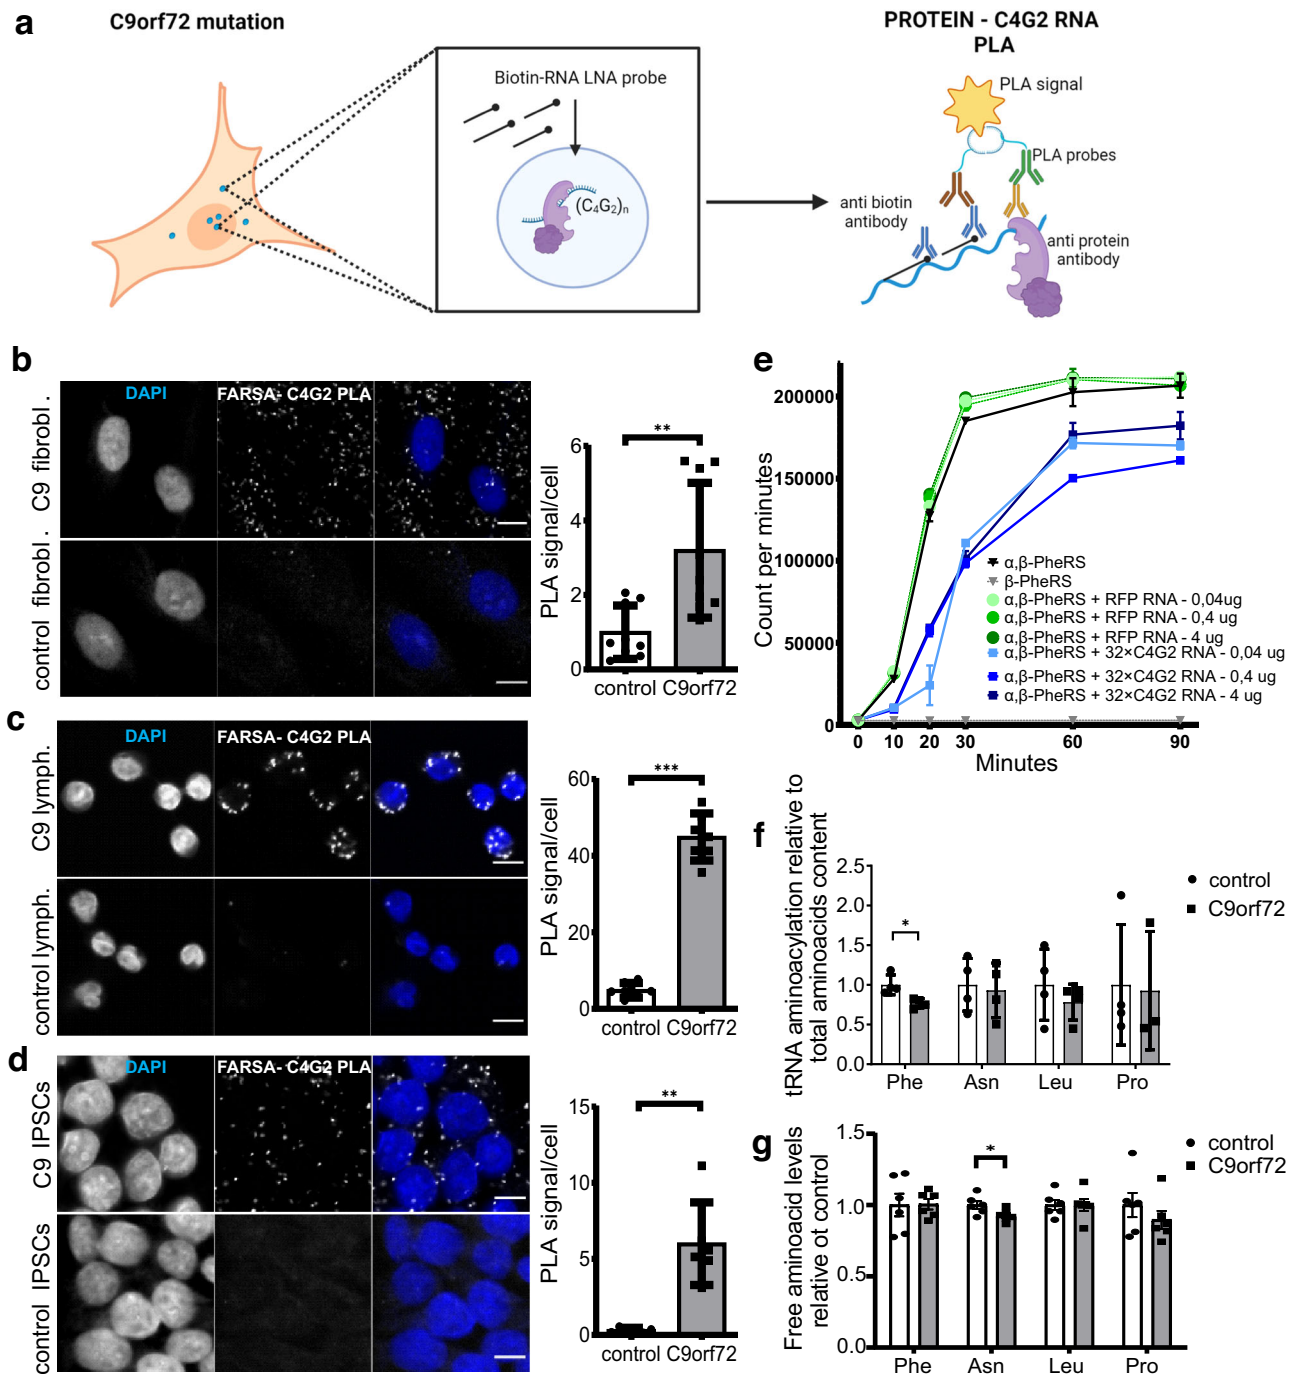 a
C9orf72 mutation
PROTEIN - C4G2 RNA
PLA
Biotin-RNA LNA probe
(C₄G₂)ₙ
PLA signal
PLA probes
anti biotin
antibody
anti protein
antibody
b
DAPI
FARSA- C4G2 PLA
C9 fibrobl .
control fibrobl .
PLA signal/cell
6
4
2
0
**
control C9orf72
c
DAPI
FARSA- C4G2 PLA
C9 lymph.
control lymph.
PLA signal/cell
60
40
20
0
***
control C9orf72
d
DAPI
FARSA- C4G2 PLA
C9 IPSCs
control IPSCs
PLA signal/cell
15
10
5
0
**
control C9orf72
e
Count per minutes
200000
150000
100000
50000
0
0 10 20 30 60 90
Minutes
α,β-PheRS
β-PheRS
α,β-PheRS + RFP RNA - 0,04ug
α,β-PheRS + RFP RNA - 0,4 ug
α,β-PheRS + RFP RNA - 4 ug
α,β-PheRS + 32×C4G2 RNA - 0,04 ug
α,β-PheRS + 32×C4G2 RNA - 0,4 ug
α,β-PheRS + 32×C4G2 RNA - 4 ug
f
tRNA aminoacylation relative to
total aminoacids content
2.5
2.0
1.5
1.0
0.5
0.0
*
Phe Asn Leu Pro
control
C9orf72
g
Free aminoacid levels
relative ot control
1.5
1.0
0.5
0.0
*
Phe Asn Leu Pro
control
C9orf72